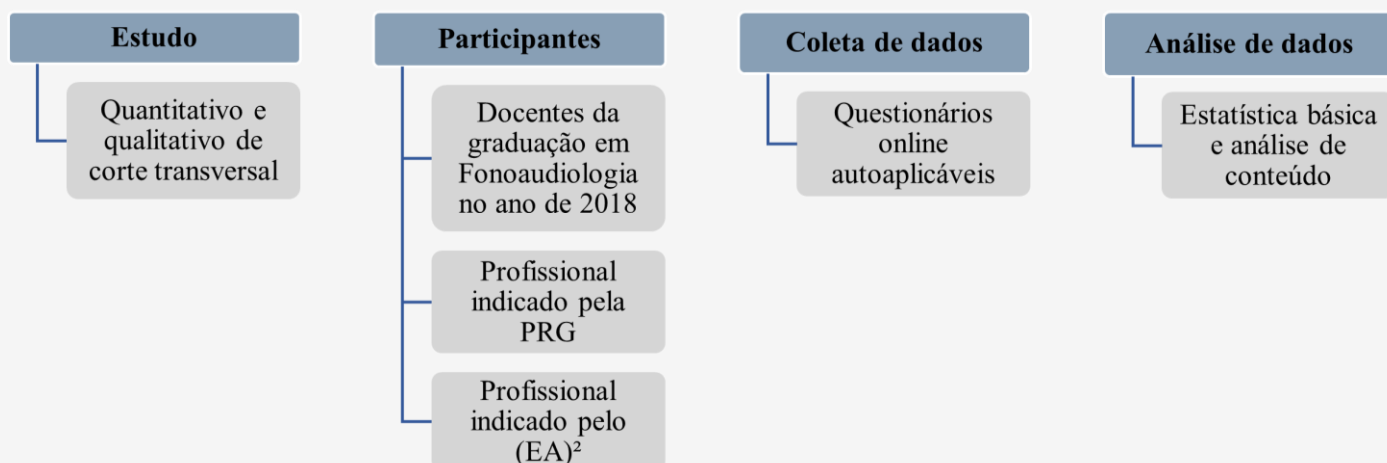 Estudo
Quantitativo e
qualitativo de
corte transversal
Participantes
Docentes da
graduação em
Fonoaudiologia
no ano de 2018
Profissional
indicado pela
PRG
Profissional
indicado pelo
(EA)²
Coleta de dados
Questionários
online
autoaplicáveis
Análise de dados
Estatística básica
e análise de
conteúdo